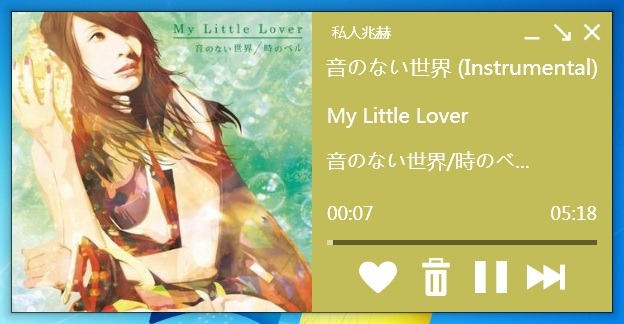 My Little Lover
音のない世界/時のベル
私人兆赫
音のない世界 (Instrumental)
My Little Lover
音のない世界/時のベ...
00:07
05:18